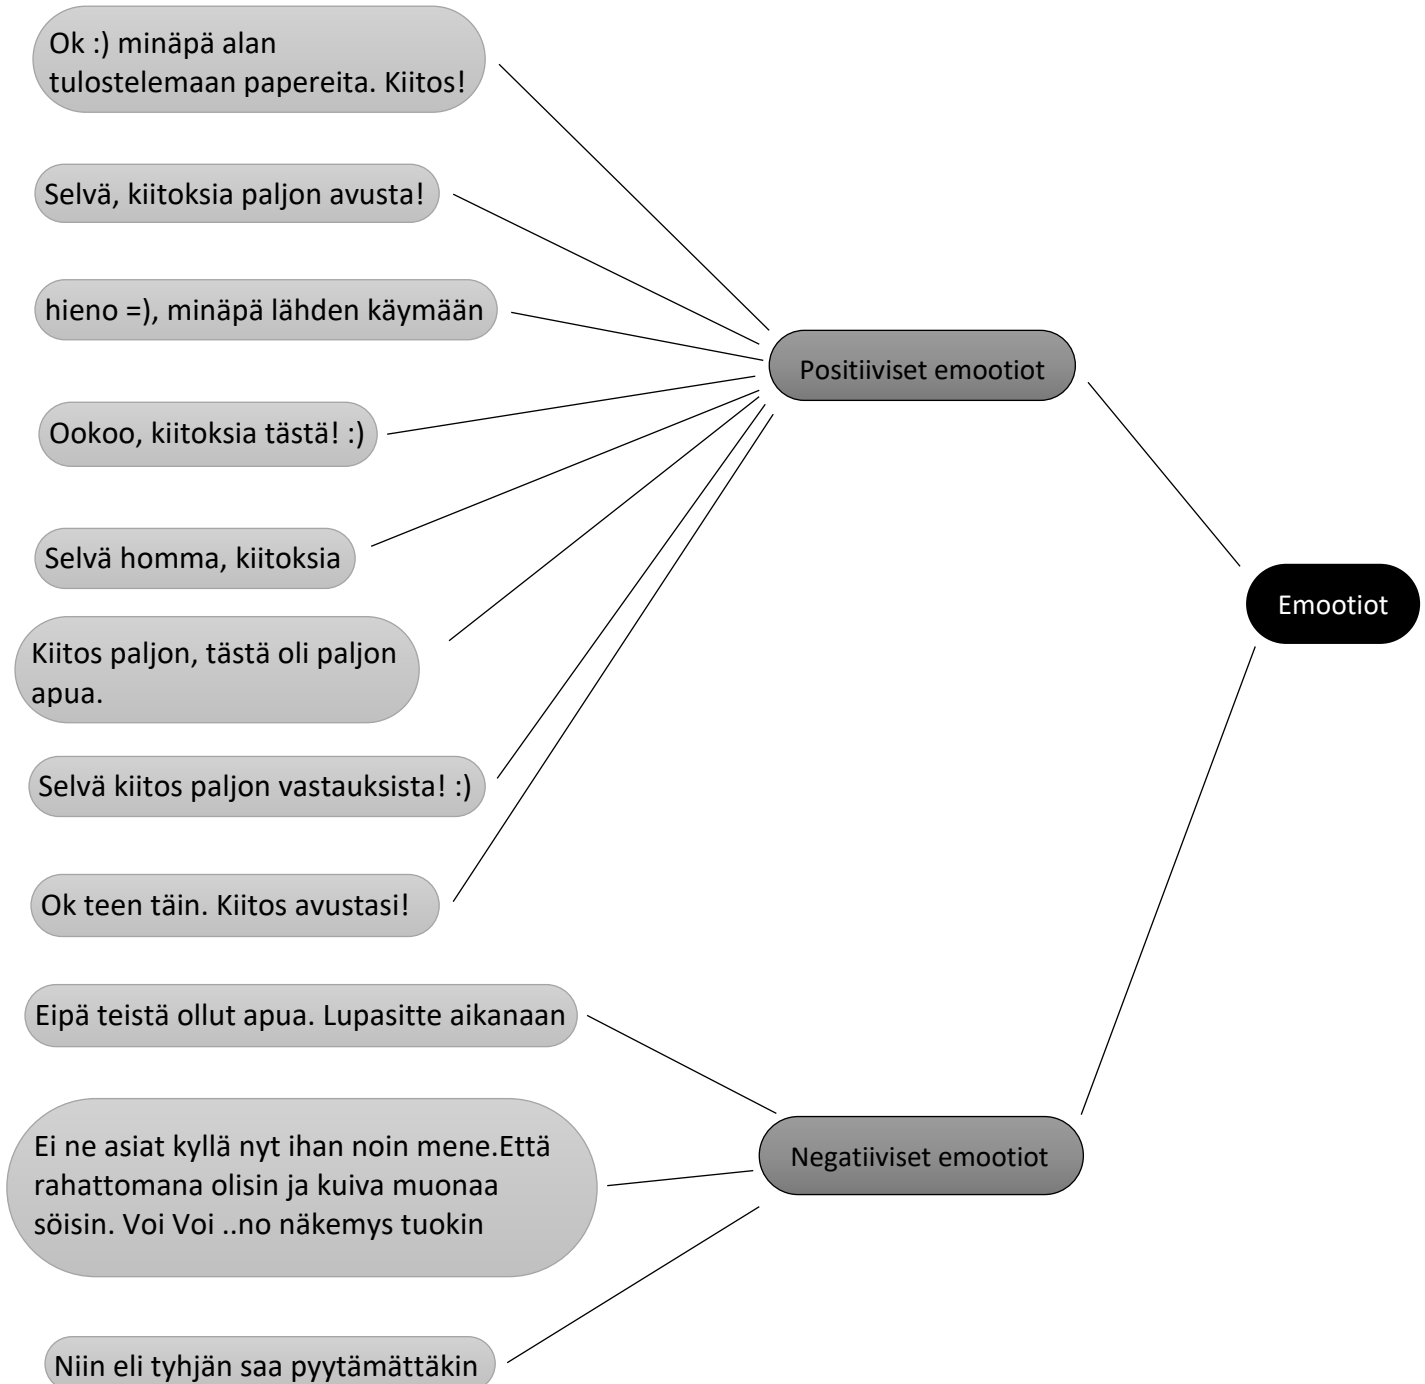 Ok :) minäpä alan
tulostelemaan papereita. Kiitos!
Selvä, kiitoksia paljon avusta!
hieno =), minäpä lähden käymään
Positiiviset emootiot
Ookoo, kiitoksia tästä! :)
Selvä homma, kiitoksia
Emootiot
Kiitos paljon, tästä oli paljon
apua.
Selvä kiitos paljon vastauksista! :)
Ok teen täin. Kiitos avustasi!
Eipä teistä ollut apua. Lupasitte aikanaan
Ei ne asiat kyllä nyt ihan noin mene.Että
rahattomana olisin ja kuiva muonaa
söisin. Voi Voi ..no näkemys tuokin
Negatiiviset emootiot
Niin eli tyhjän saa pyytämättäkin